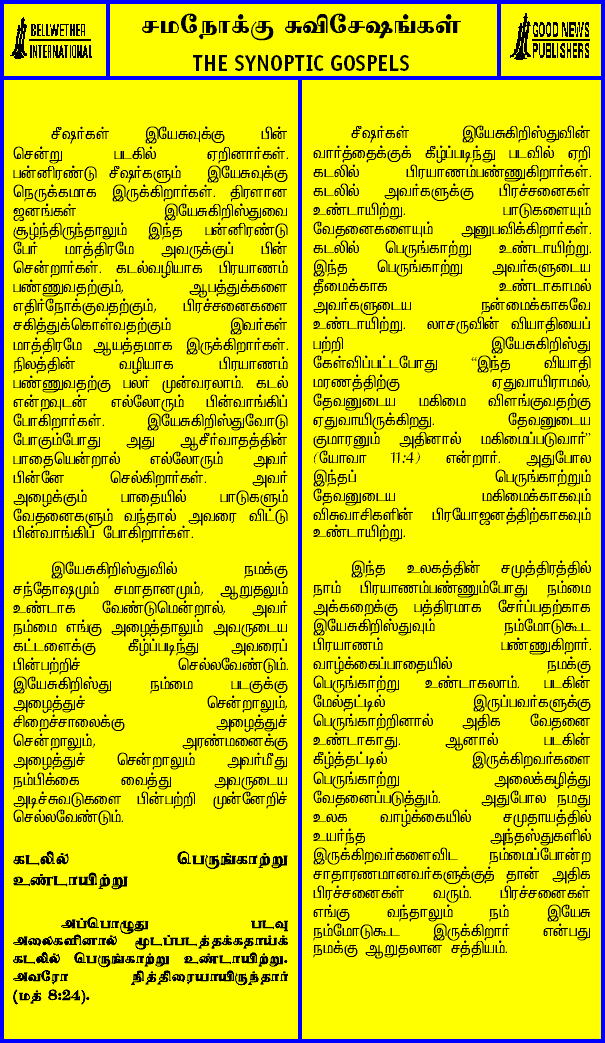 BELLWETHER
INTERNATIONAL
சமநோக்கு சுவிசேஷங்கள்
THE SYNOPTIC GOSPELS
GOOD NEWS
PUBLISHERS
சீஷர்கள் இயேசுவுக்கு பின்
சென்று படகில் ஏறினார்கள்.
பன்னிரண்டு சீஷர்களும் இயேசுவுக்கு
நெருக்கமாக இருக்கிறார்கள். திரளான
ஜனங்கள் இயேசுகிறிஸ்துவை
சூழ்ந்திருந்தாலும் இந்த பன்னிரண்டு
பேர் மாத்திரமே அவருக்குப் பின்
சென்றார்கள். கடல்வழியாக பிரயாணம்
பண்ணுவதற்கும், ஆபத்துக்களை
எதிர்நோக்குவதற்கும், பிரச்சனைகளை
சகித்துக்கொள்வதற்கும் இவர்கள்
மாத்திரமே ஆயத்தமாக இருக்கிறார்கள்.
நிலத்தின் வழியாக பிரயாணம்
பண்ணுவதற்கு பலர் முன்வரலாம். கடல்
என்றவுடன் எல்லோரும் பின்வாங்கிப்
போகிறார்கள். இயேசுகிறிஸ்துவோடு
போகும்போது அது ஆசீர்வாதத்தின்
பாதையென்றால் எல்லோரும் அவர்
பின்னே செல்கிறார்கள். அவர்
அழைக்கும் பாதையில் பாடுகளும்
வேதனைகளும் வந்தால் அவரை விட்டு
பின்வாங்கிப் போகிறார்கள்.
இயேசுகிறிஸ்துவில் நமக்கு
சந்தோஷமும் சமாதானமும், ஆறுதலும்
உண்டாக வேண்டுமென்றால், அவர்
நம்மை எங்கு அழைத்தாலும் அவருடைய
கட்டளைக்கு கீழ்ப்படிந்து அவரைப்
பின்பற்றிச் செல்லவேண்டும்.
இயேசுகிறிஸ்து நம்மை படகுக்கு
அழைத்துச் சென்றாலும்,
சிறைச்சாலைக்கு அழைத்துச்
சென்றாலும், அரண்மனைக்கு
அழைத்துச் சென்றாலும் அவர்மீது
நம்பிக்கை வைத்து அவருடைய
அடிச்சுவடுகளை பின்பற்றி முன்னேறிச்
செல்லவேண்டும்.
கடலில் பெருங்காற்று
உண்டாயிற்று
அப்பொழுது படவு
அலைகளினால் மூடப்படத்தக்கதாய்க்
கடலில் பெருங்காற்று உண்டாயிற்று.
அவரோ நித்திரையாயிருந்தார்
(மத் 8:24).
சீஷர்கள் இயேசுகிறிஸ்துவின்
வார்த்தைக்குக் கீழ்ப்படிந்து படவில் ஏறி
கடலில் பிரயாணம்பண்ணுகிறார்கள்.
கடலில் அவர்களுக்கு பிரச்சனைகள்
உண்டாயிற்று. பாடுகளையும்
வேதனைகளையும் அனுபவிக்கிறார்கள்.
கடலில் பெருங்காற்று உண்டாயிற்று.
இந்த பெருங்காற்று அவர்களுடைய
தீமைக்காக உண்டாகாமல்
அவர்களுடைய நன்மைக்காகவே
உண்டாயிற்று. லாசருவின் வியாதியைப்
பற்றி இயேசுகிறிஸ்து
கேள்விப்பட்டபோது "இந்த வியாதி
மரணத்திற்கு ஏதுவாயிராமல்,
தேவனுடைய மகிமை விளங்குவதற்கு
ஏதுவாயிருக்கிறது. தேவனுடைய
குமாரனும் அதினால் மகிமைப்படுவார்"
(யோவா 11:4) என்றார். அதுபோல
இந்தப் பெருங்காற்றும்
தேவனுடைய மகிமைக்காகவும்
விசுவாசிகளின் பிரயோஜனத்திற்காகவும்
உண்டாயிற்று.
இந்த உலகத்தின் சமுத்திரத்தில்
நாம் பிரயாணம்பண்ணும்போது நம்மை
அக்கரைக்கு பத்திரமாக சேர்ப்பதற்காக
இயேசுகிறிஸ்துவும் நம்மோடுகூட
பிரயாணம் பண்ணுகிறார்.
வாழ்க்கைப்பாதையில் நமக்கு
பெருங்காற்று உண்டாகலாம். படகின்
மேல்தட்டில் இருப்பவர்களுக்கு
பெருங்காற்றினால் அதிக வேதனை
உண்டாகாது. ஆனால் படகின்
கீழ்த்தட்டில் இருக்கிறவர்களை
பெருங்காற்று அலைக்கழித்து
வேதனைப்படுத்தும். அதுபோல நமது
உலக வாழ்க்கையில் சமுதாயத்தில்
உயர்ந்த அந்தஸ்துகளில்
இருக்கிறவர்களைவிட நம்மைப்போன்ற
சாதாரணமானவர்களுக்குத் தான் அதிக
பிரச்சனைகள் வரும். பிரச்சனைகள்
எங்கு வந்தாலும் நம் இயேசு
நம்மோடுகூட இருக்கிறார் என்பது
நமக்கு ஆறுதலான சத்தியம்.